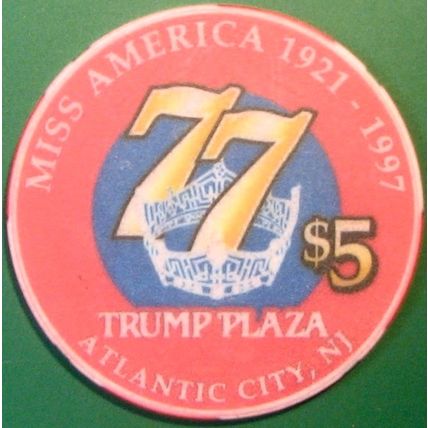 MISS AMERICA 1921 - 1997
77
$5
TRUMP PLAZA
ATLANTIC CITY, NJ